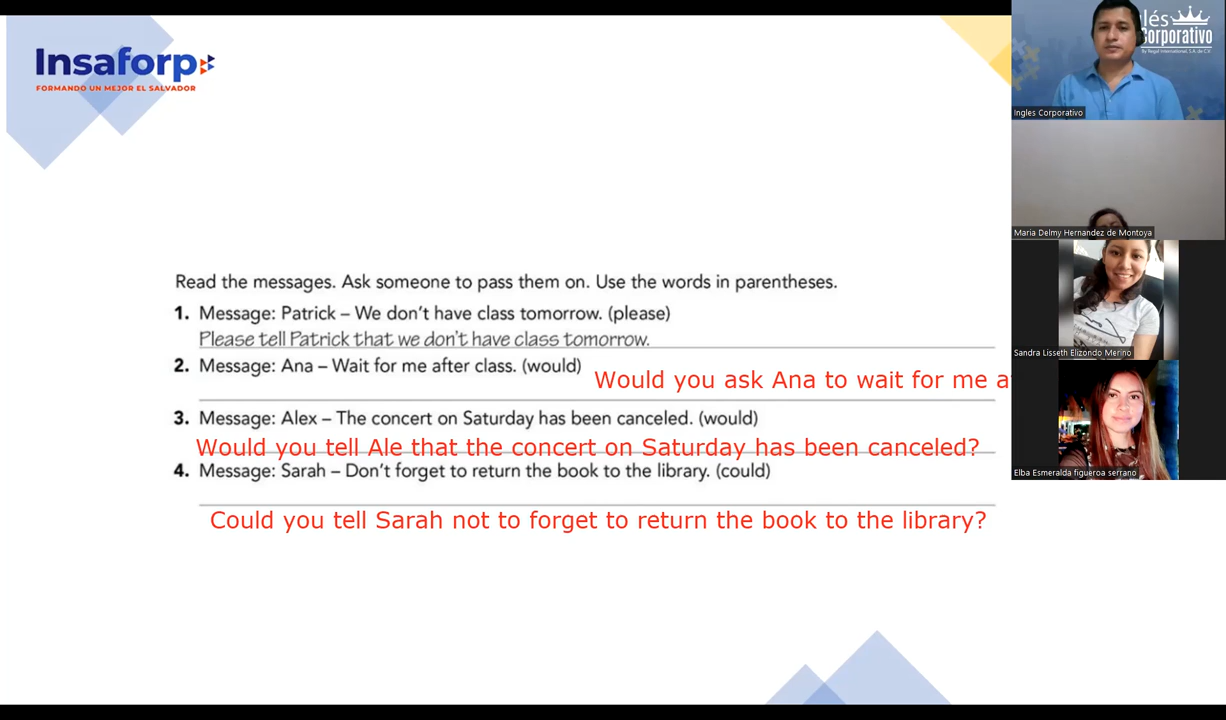 Insaforp
FORMANDO UN MEJOR EL SALVADOR
Read the messages. Ask someone to pass them on. Use the words in parentheses.
1. Message: Patrick – We don't have class tomorrow. (please)
Please tell Patrick that we don't have class tomorrow.
2. Message: Ana – Wait for me after class. (would)
Would you ask Ana to wait for me a
3. Message: Alex – The concert on Saturday has been canceled. (would)
Would you tell Ale that the concert on Saturday has been canceled?
4. Message: Sarah – Don't forget to return the book to the library. (could)
Could you tell Sarah not to forget to return the book to the library?
lés
Corporativo
By Regal International, S.A. de C.V.
Ingles Corporativo
Maria Delmy Hernandez de Montoya
Sandra Lisseth Elizondo Merino
Elba Esmeralda figueroa serrano